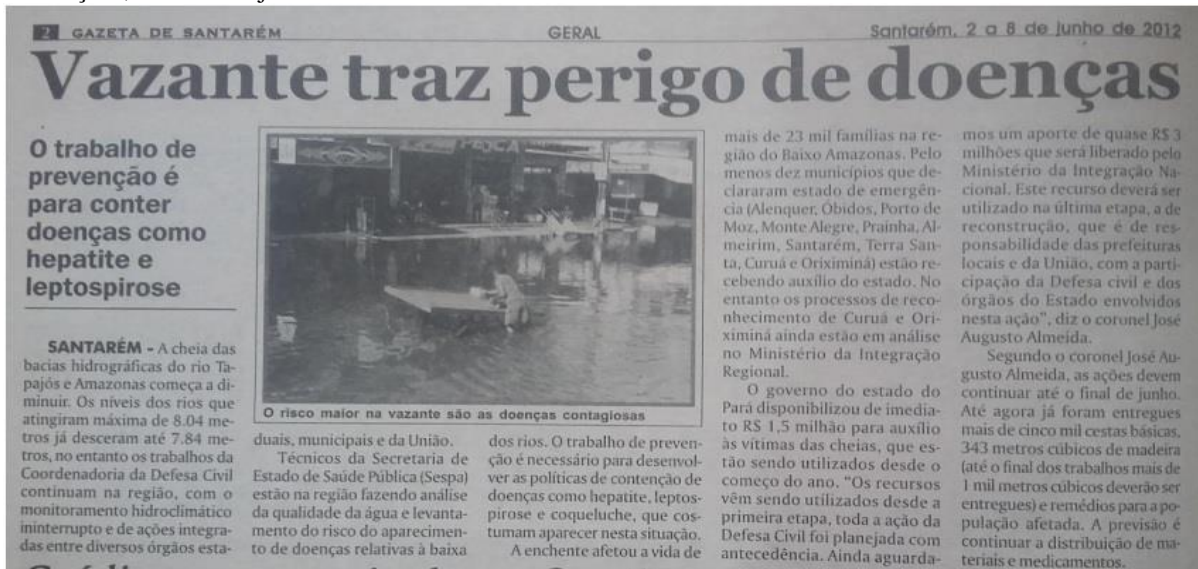 2 GAZETA DE SANTARÉM
GERAL
Santarém, 2 a 8 de junho de 2012
Vazante traz perigo de doenças
O trabalho de
prevenção é
para conter
doenças como
hepatite e
leptospirose
SANTARÉM - A cheia das
bacias hidrográficas do rio Ta-
pajós e Amazonas começa a di-
minuir. Os níveis dos rios que
atingiram máxima de 8.04 me-
tros já desceram até 7.84 me-
tros, no entanto os trabalhos da
Coordenadoria da Defesa Civil
continuam na região, com o
monitoramento hidroclimático
ininterrupto e de ações integra-
das entre diversos órgãos esta-
O risco maior na vazante são as doenças contagiosas
duais, municipais e da União.
Técnicos da Secretaria de
Estado de Saúde Pública (Sespa)
estão na região fazendo análise
da qualidade da água e levanta-
mento do risco do aparecimen-
to de doenças relativas à baixa
dos rios. O trabalho de preven-
ção é necessário para desenvol-
ver as políticas de contenção de
doenças como hepatite, leptos-
pirose e coqueluche, que cos-
tumam aparecer nesta situação.
A enchente afetou a vida de
mais de 23 mil famílias na re-
gião do Baixo Amazonas. Pelo
menos dez municípios que de-
clararam estado de emergên-
cia (Alenquer, Óbidos, Porto de
Moz, Monte Alegre, Prainha, Al-
meirim, Santarém, Terra San-
ta, Curuá e Oriximiná) estão re-
cebendo auxílio do estado. No
entanto os processos de reco-
nhecimento de Curuá e Ori-
ximiná ainda estão em análise
no Ministério da Integração
Regional.
O governo do estado do
Pará disponibilizou de imedia-
to R$ 1,5 milhão para auxílio
às vítimas das cheias, que es-
tão sendo utilizados desde o
começo do ano. "Os recursos
vêm sendo utilizados desde a
primeira etapa, toda a ação da
Defesa Civil foi planejada com
antecedência. Ainda aguarda-
mos um aporte de quase R$ 3
milhões que será liberado pelo
Ministério da Integração Na-
cional. Este recurso deverá ser
utilizado na última etapa, a de
reconstrução, que é de res-
ponsabilidade das prefeituras
locais e da União, com a parti-
cipação da Defesa civil e dos
órgãos do Estado envolvidos
nesta ação", diz o coronel José
Augusto Almeida.
Segundo o coronel José Au-
gusto Almeida, as ações devem
continuar até o final de junho.
Até agora já foram entregues
mais de cinco mil cestas básicas,
343 metros cúbicos de madeira
(até o final dos trabalhos mais de
1 mil metros cúbicos deverão ser
entregues) e remédios para a po-
pulação afetada. A previsão é
continuar a distribuição de ma-
teriais e medicamentos.